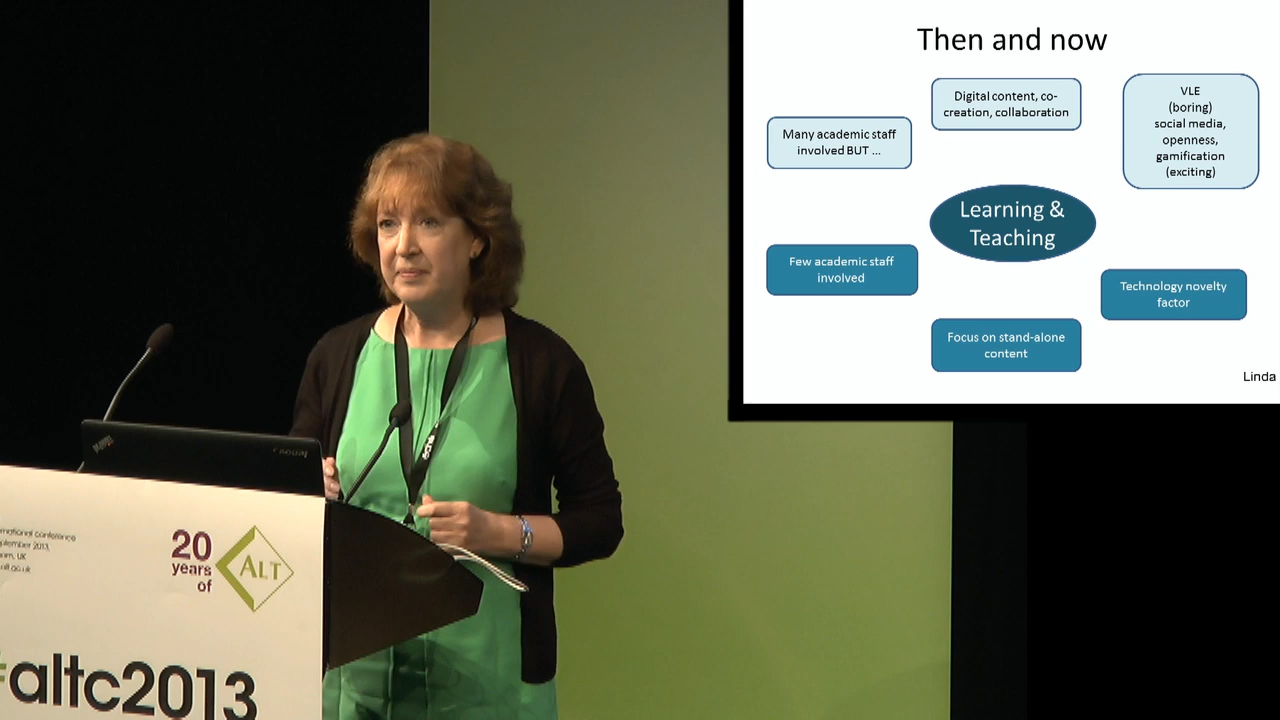 Then and now
Digital content, co-
creation, collaboration
VLE
(boring)
social media,
openness,
gamification
(exciting)
Many academic staff
involved BUT ...
Learning &
Teaching
Few academic staff
involved
Technology novelty
factor
Focus on stand-alone
content
Linda
lenovo
20
years
of
ALT
#altc2013